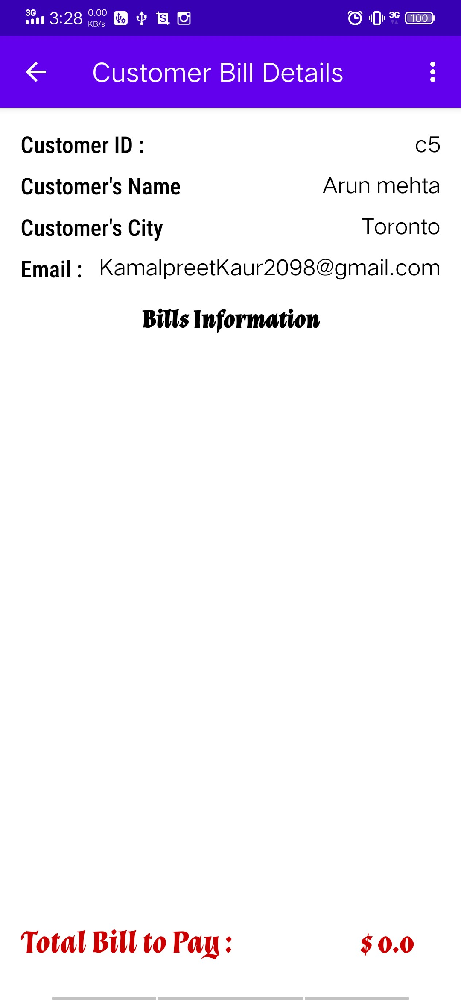 3G 3:28 0.00 KB/s 3G 100
Customer Bill Details
Customer ID : c5
Customer's Name Arun mehta
Customer's City Toronto
Email : KamalpreetKaur2098@gmail.com
Bills Information
Total Bill to Pay : $ 0.0